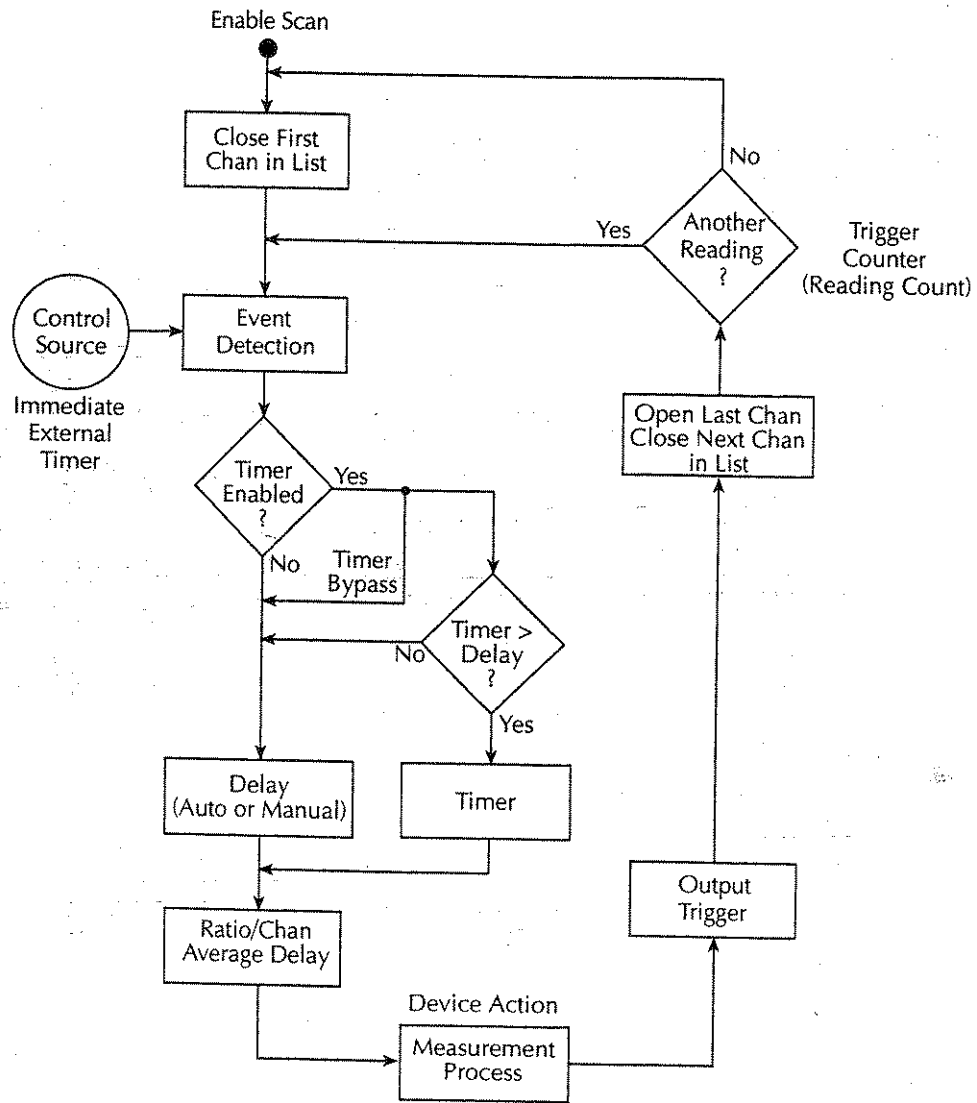 Enable Scan
Close First
Chan in List
No
Yes
Another
Reading
?
Trigger
Counter
(Reading Count)
Control
Source
Event
Detection
Immediate
External
Timer
Open Last Chan
Close Next Chan
in List
Timer
Enabled
?
Yes
No
Timer
Bypass
Timer >
Delay
?
No
Yes
Delay
(Auto or Manual)
Timer
Output
Trigger
Ratio/Chan
Average Delay
Device Action
Measurement
Process